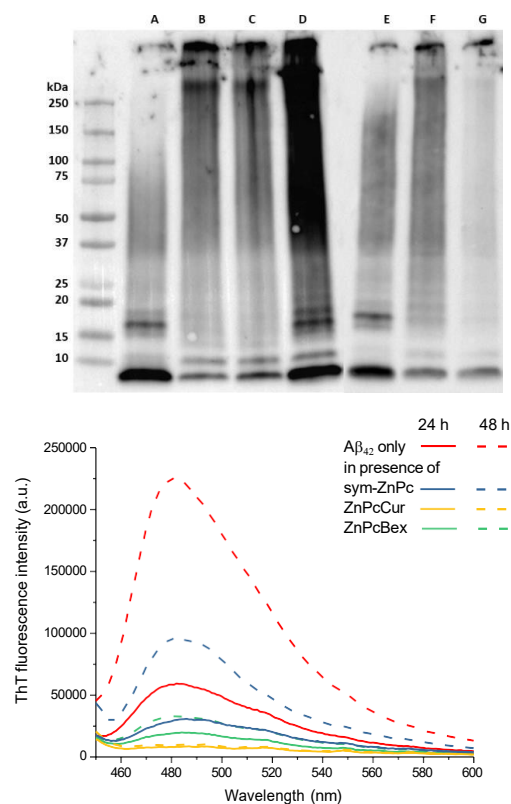 A B C D E F G
kDa
250
150
100
75
50
37
25
20
15
10
24 h 48 h
Aβ₄₂ only
in presence of
sym-ZnPc
ZnPcCur
ZnPcBex
250000
200000
150000
100000
50000
0
460 480 500 520 540 560 580 600
ThT fluorescence intensity (a.u.)
Wavelength (nm)